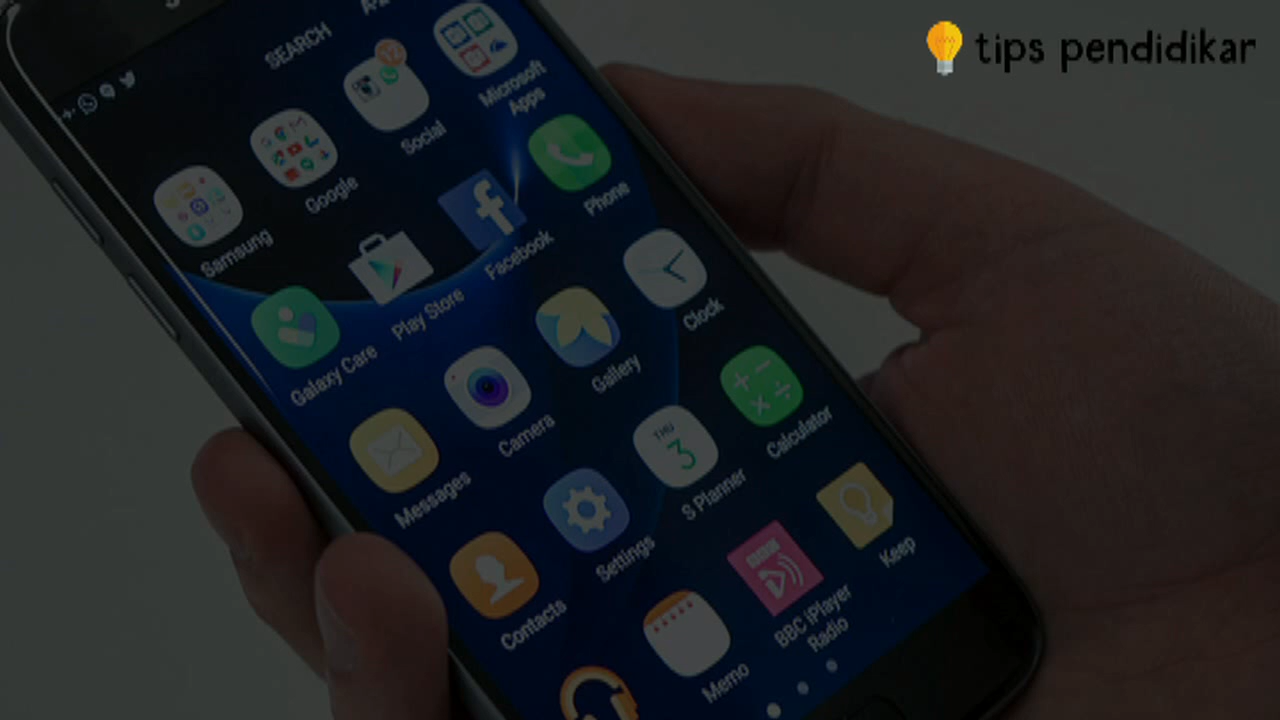 tips pendidikar
SEARCH
Samsung
Google
Social
Microsoft
Apps
Galaxy Care
Play Store
Facebook
Phone
Messages
Camera
Gallery
Clock
Contacts
Settings
THU
3
S Planner
Calculator
Memo
BBC iPlayer
Radio
Keep